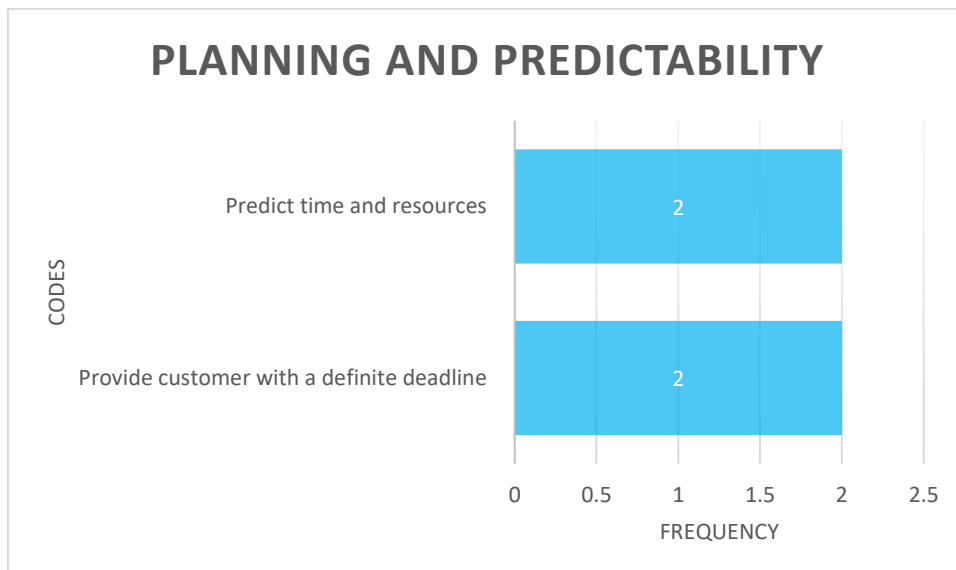 PLANNING AND PREDICTABILITY
Predict time and resources
2
CODES
Provide customer with a definite deadline
2
0 0.5 1 1.5 2 2.5
FREQUENCY